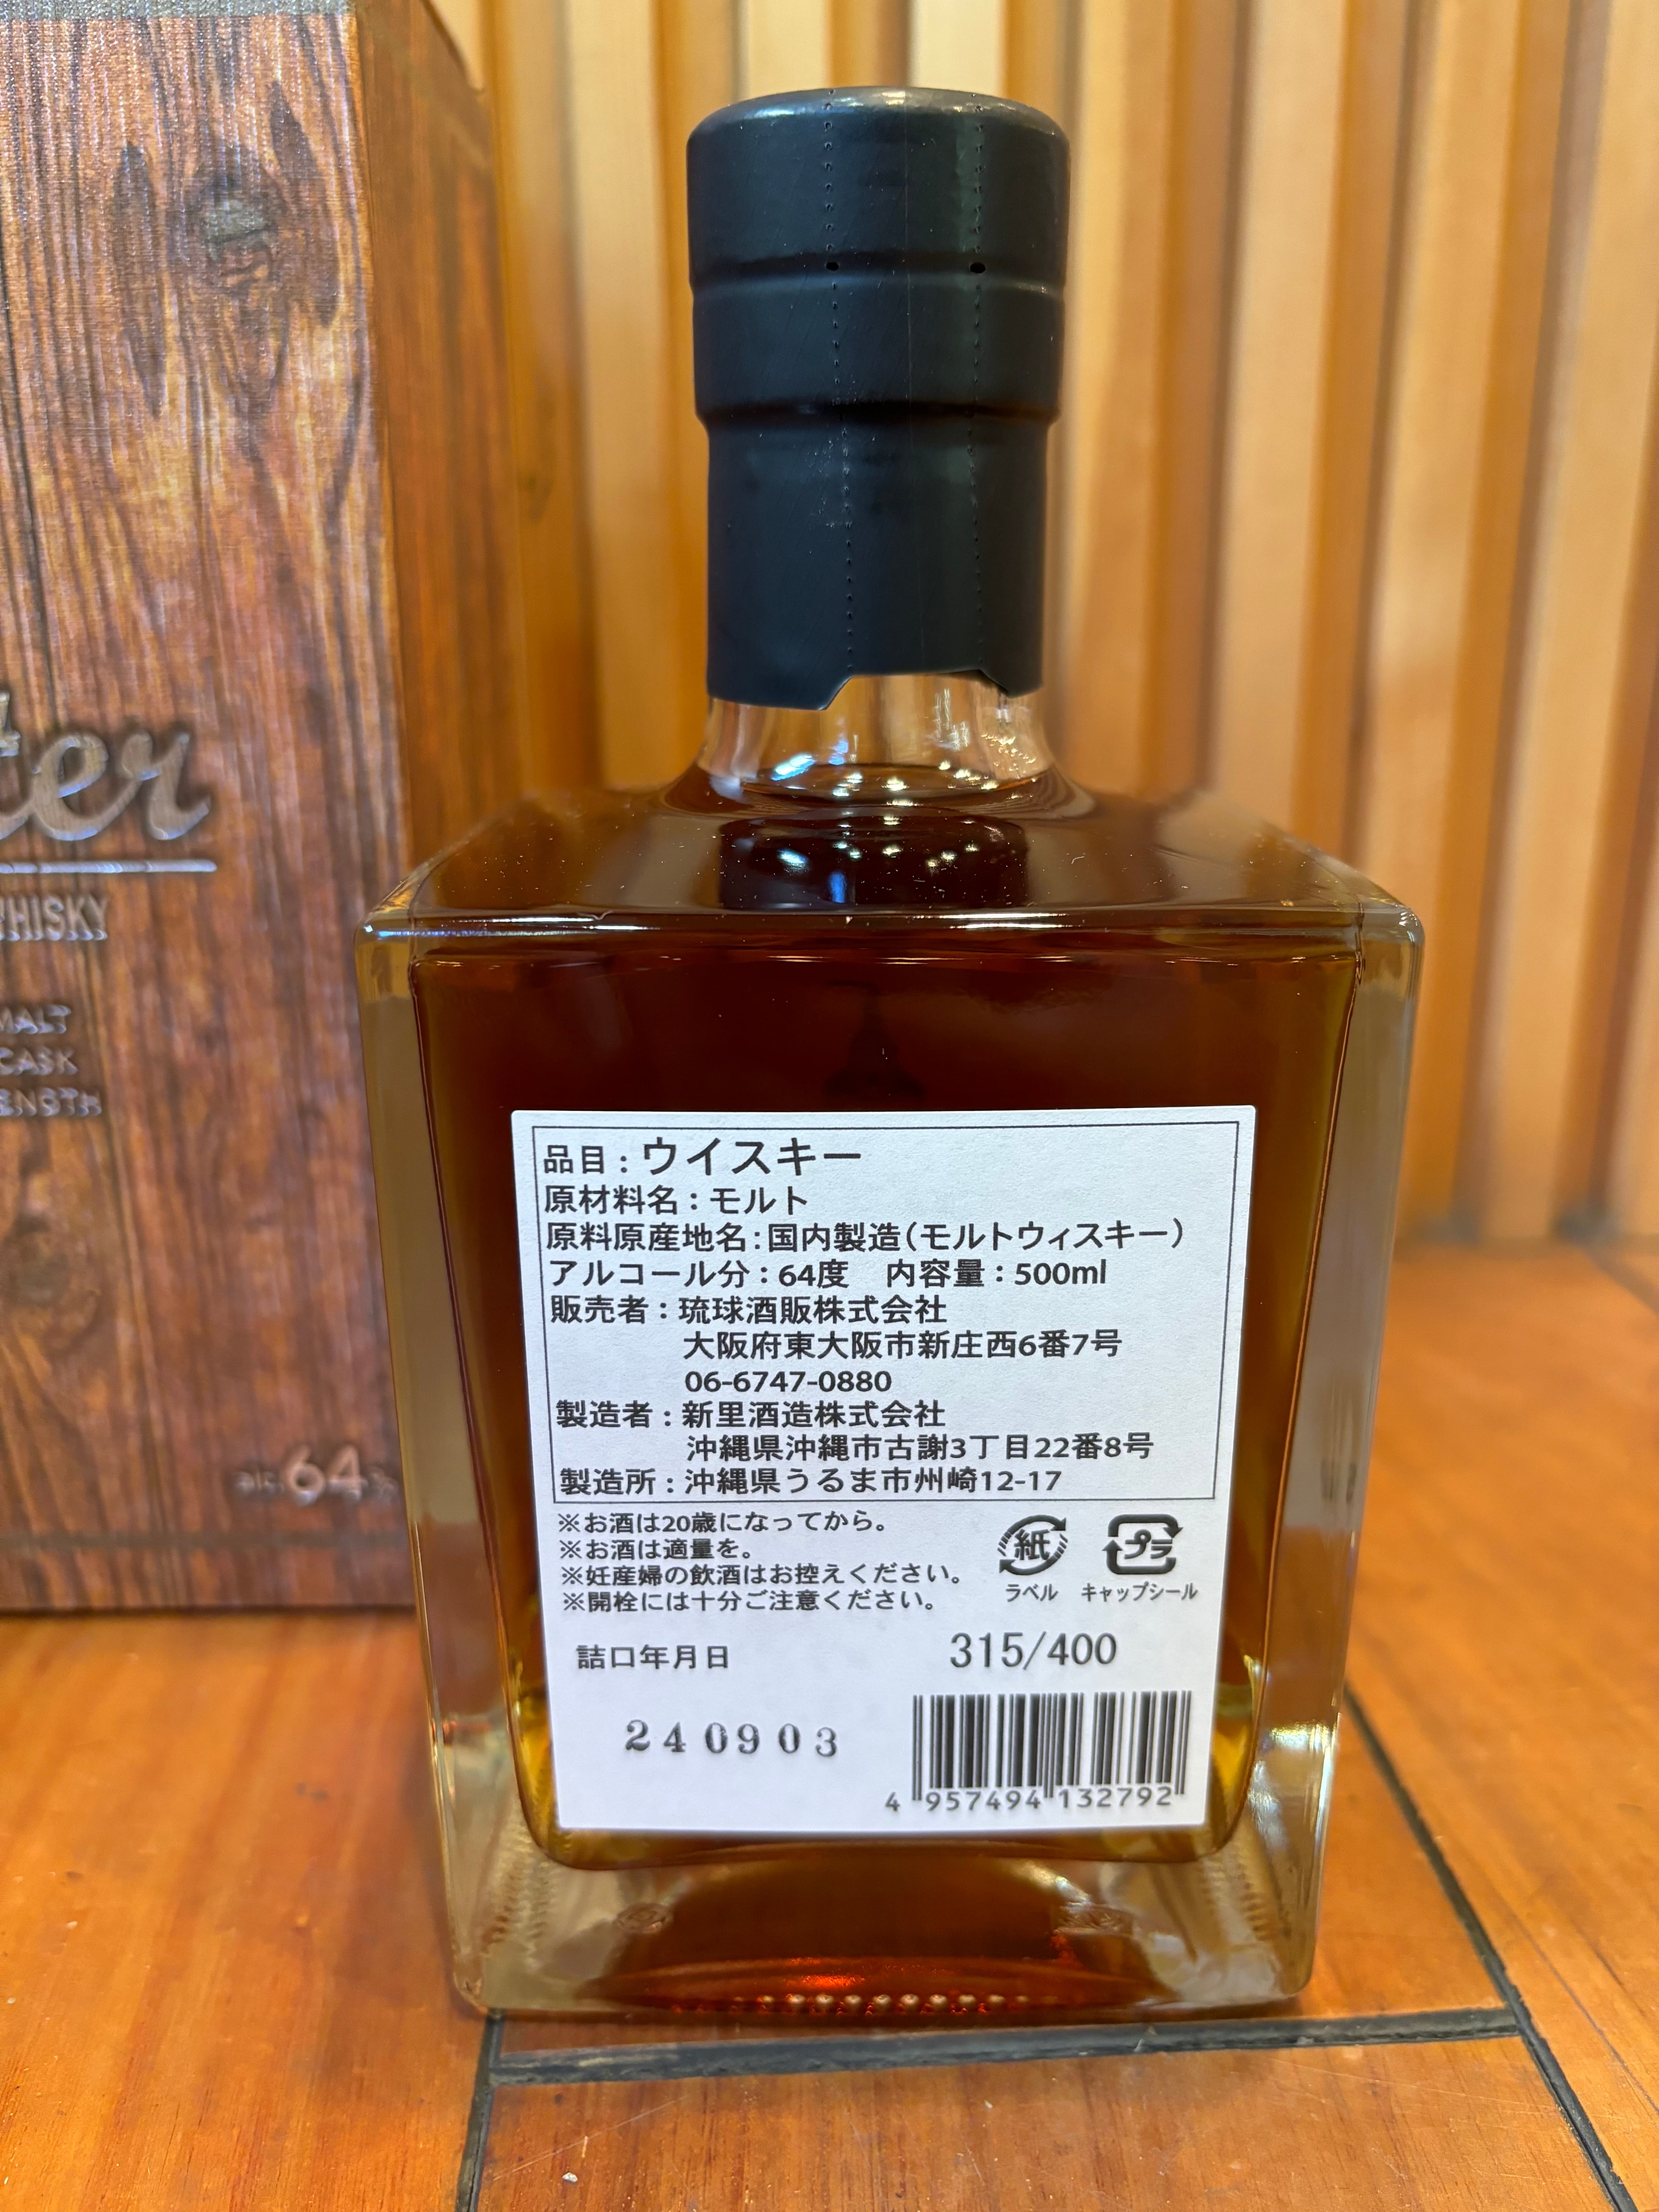 品目：ウイスキー
原材料名：モルト
原料原産地名：国内製造（モルトウィスキー）
アルコール分：64度　内容量：500ml
販売者：琉球酒販株式会社
大阪府東大阪市新庄西6番7号
06-6747-0880
製造者：新里酒造株式会社
沖縄県沖縄市古謝3丁目22番8号
製造所：沖縄県うるま市州崎12-17
※お酒は20歳になってから。
※お酒は適量を。
※妊産婦の飲酒はお控えください。
※開栓には十分ご注意ください。
紙 プラ
ラベル キャップシール
詰口年月日 315/400
240903
4 957494 132792
ter
WHISKY
MALT
CASK
ENGTH
alc.64%